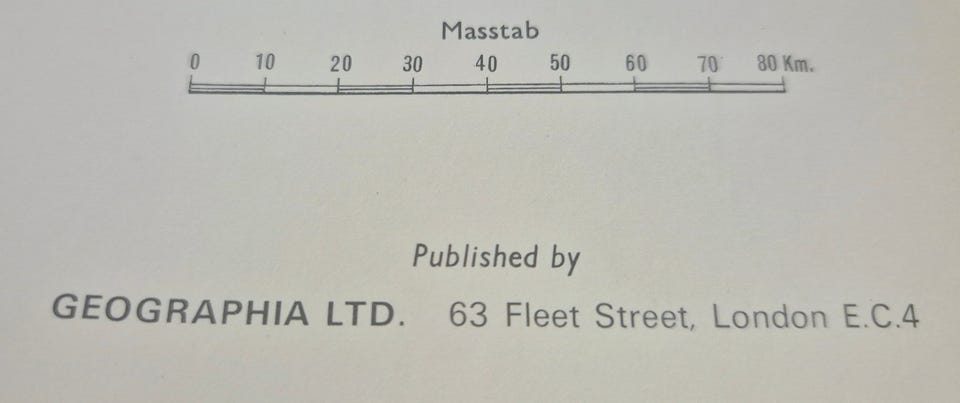 Masstab
0 10 20 30 40 50 60 70 80 Km.
Published by
GEOGRAPHIA LTD. 63 Fleet Street, London E.C.4